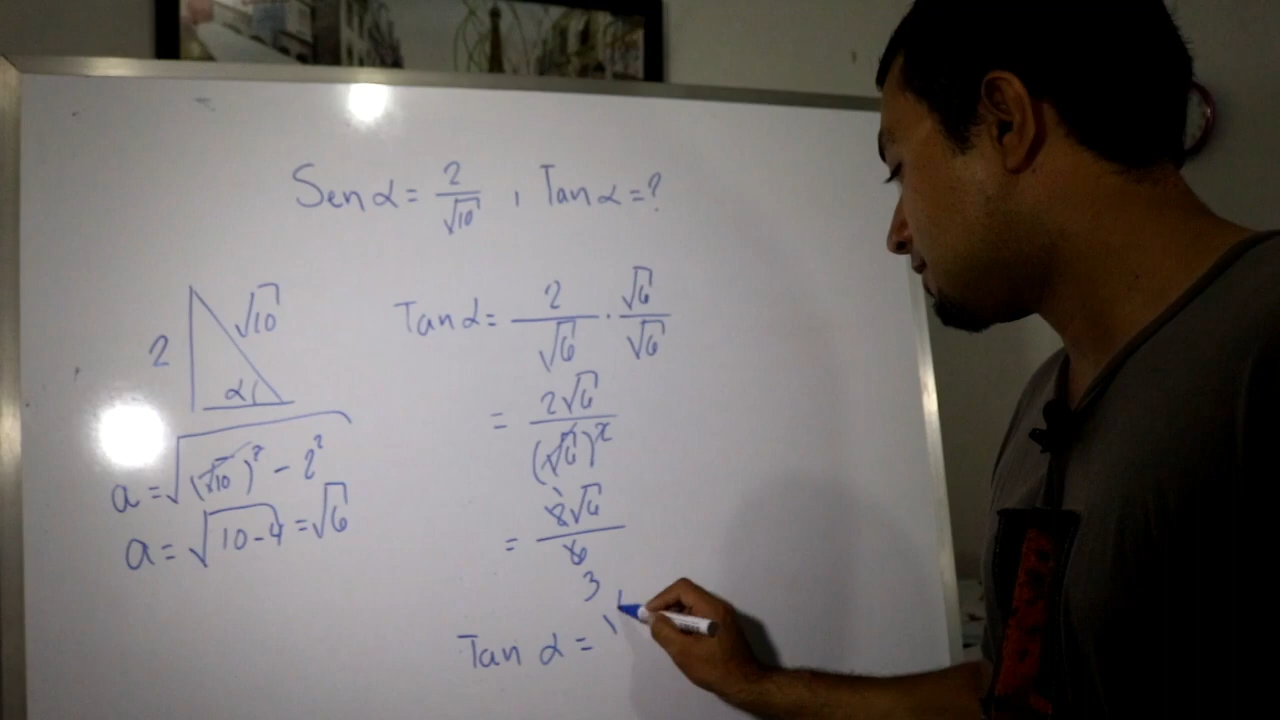 Sen α = 2/√10 , Tan α = ?
2
√10
α
a = √((√10)² - 2²)
a = √(10-4) = √6
Tan α = 2/√6 · √6/√6
= 2√6/(√6)²
= 2√6/6
3
Tan α =